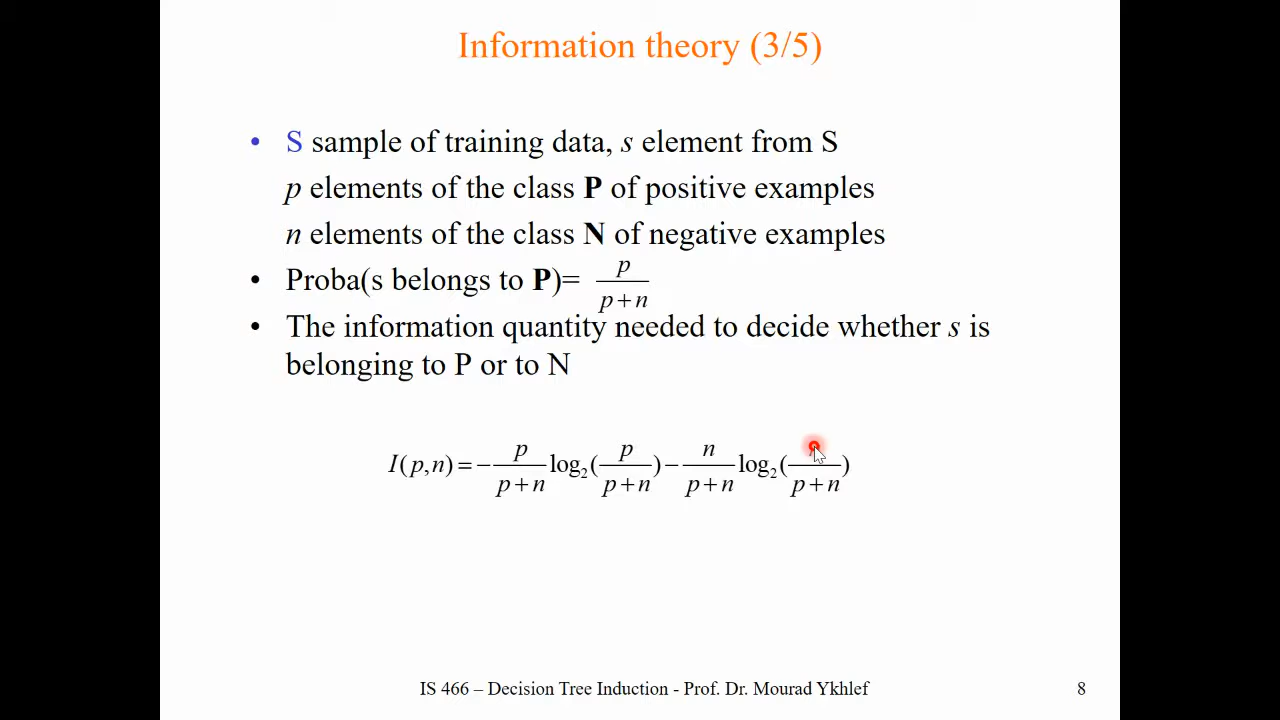 Information theory (3/5)
• S sample of training data, s element from S
p elements of the class P of positive examples
n elements of the class N of negative examples
• Proba(s belongs to P)= p/(p+n)
• The information quantity needed to decide whether s is
belonging to P or to N
I(p,n) = − p/(p+n) log₂(p/(p+n)) − n/(p+n) log₂( /(p+n))
IS 466 – Decision Tree Induction - Prof. Dr. Mourad Ykhlef 8